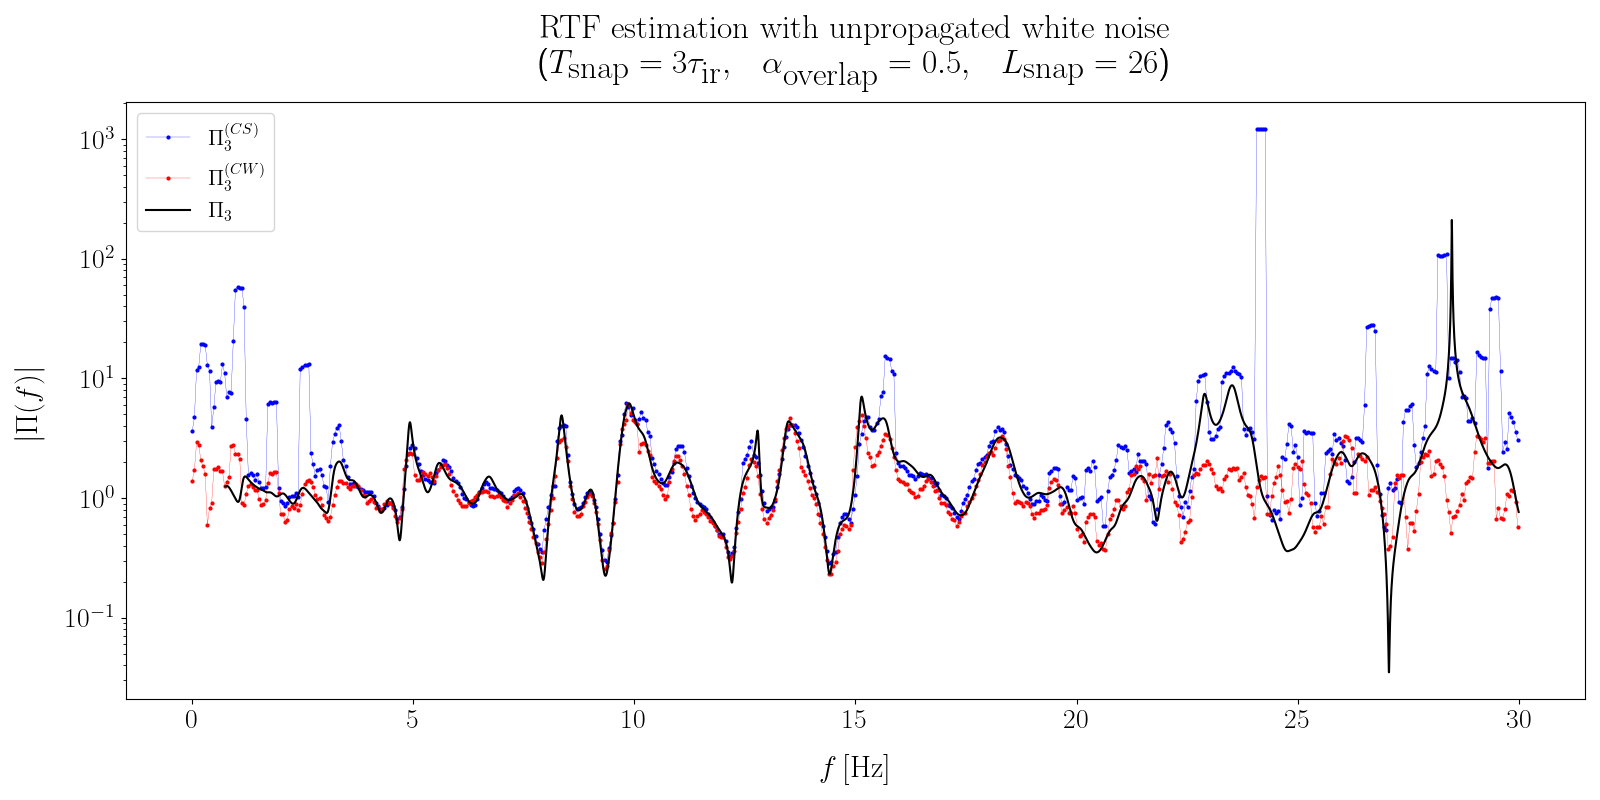 RTF estimation with unpropagated white noise
(T_snap = 3τ_ir, α_overlap = 0.5, L_snap = 26)
Π_3^(CS)
Π_3^(CW)
Π_3
|Π(f)|
10^3
10^2
10^1
10^0
10^−1
0 5 10 15 20 25 30
f [Hz]